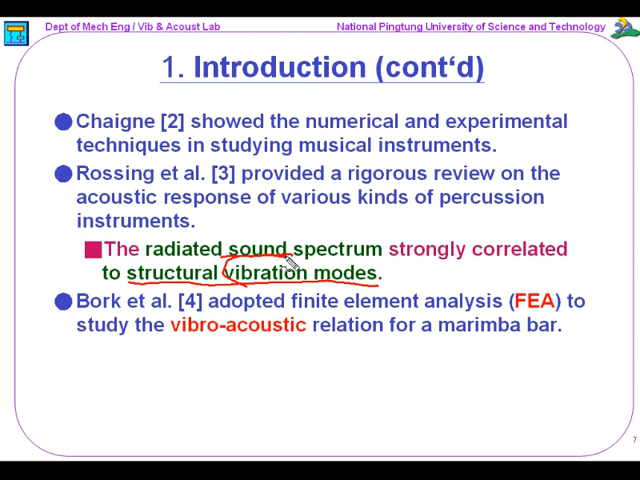 Dept of Mech Eng / Vib & Acoust Lab
National Pingtung University of Science and Technology
1. Introduction (cont‘d)
Chaigne [2] showed the numerical and experimental
techniques in studying musical instruments.
Rossing et al. [3] provided a rigorous review on the
acoustic response of various kinds of percussion
instruments.
The radiated sound spectrum strongly correlated
to structural vibration modes.
Bork et al. [4] adopted finite element analysis (FEA) to
study the vibro-acoustic relation for a marimba bar.
7